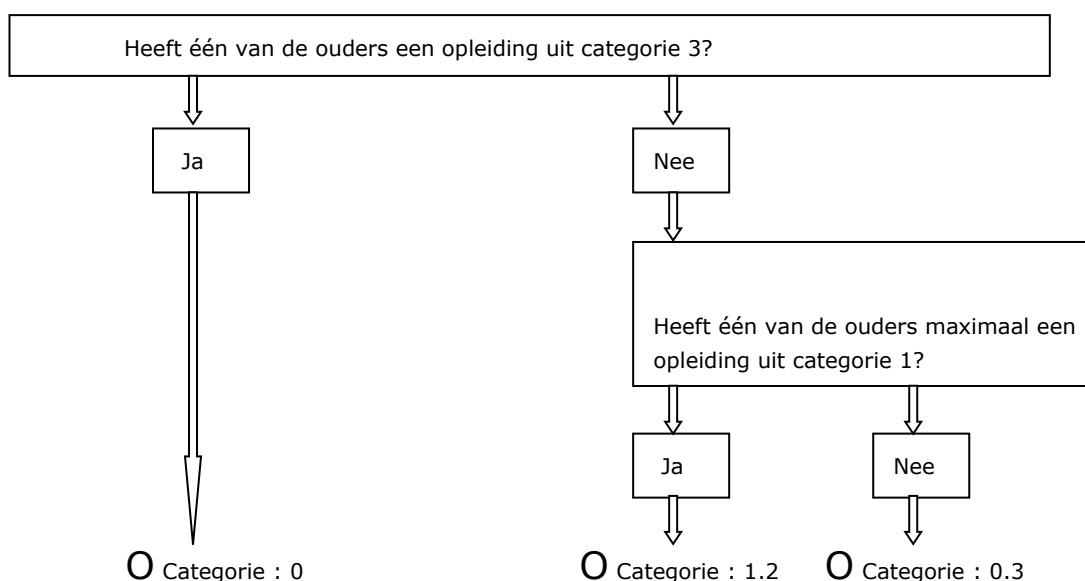 Heeft één van de ouders een opleiding uit categorie 3?
Ja
Nee
Heeft één van de ouders maximaal een
opleiding uit categorie 1?
Ja
Nee
O Categorie : 0
O Categorie : 1.2
O Categorie : 0.3